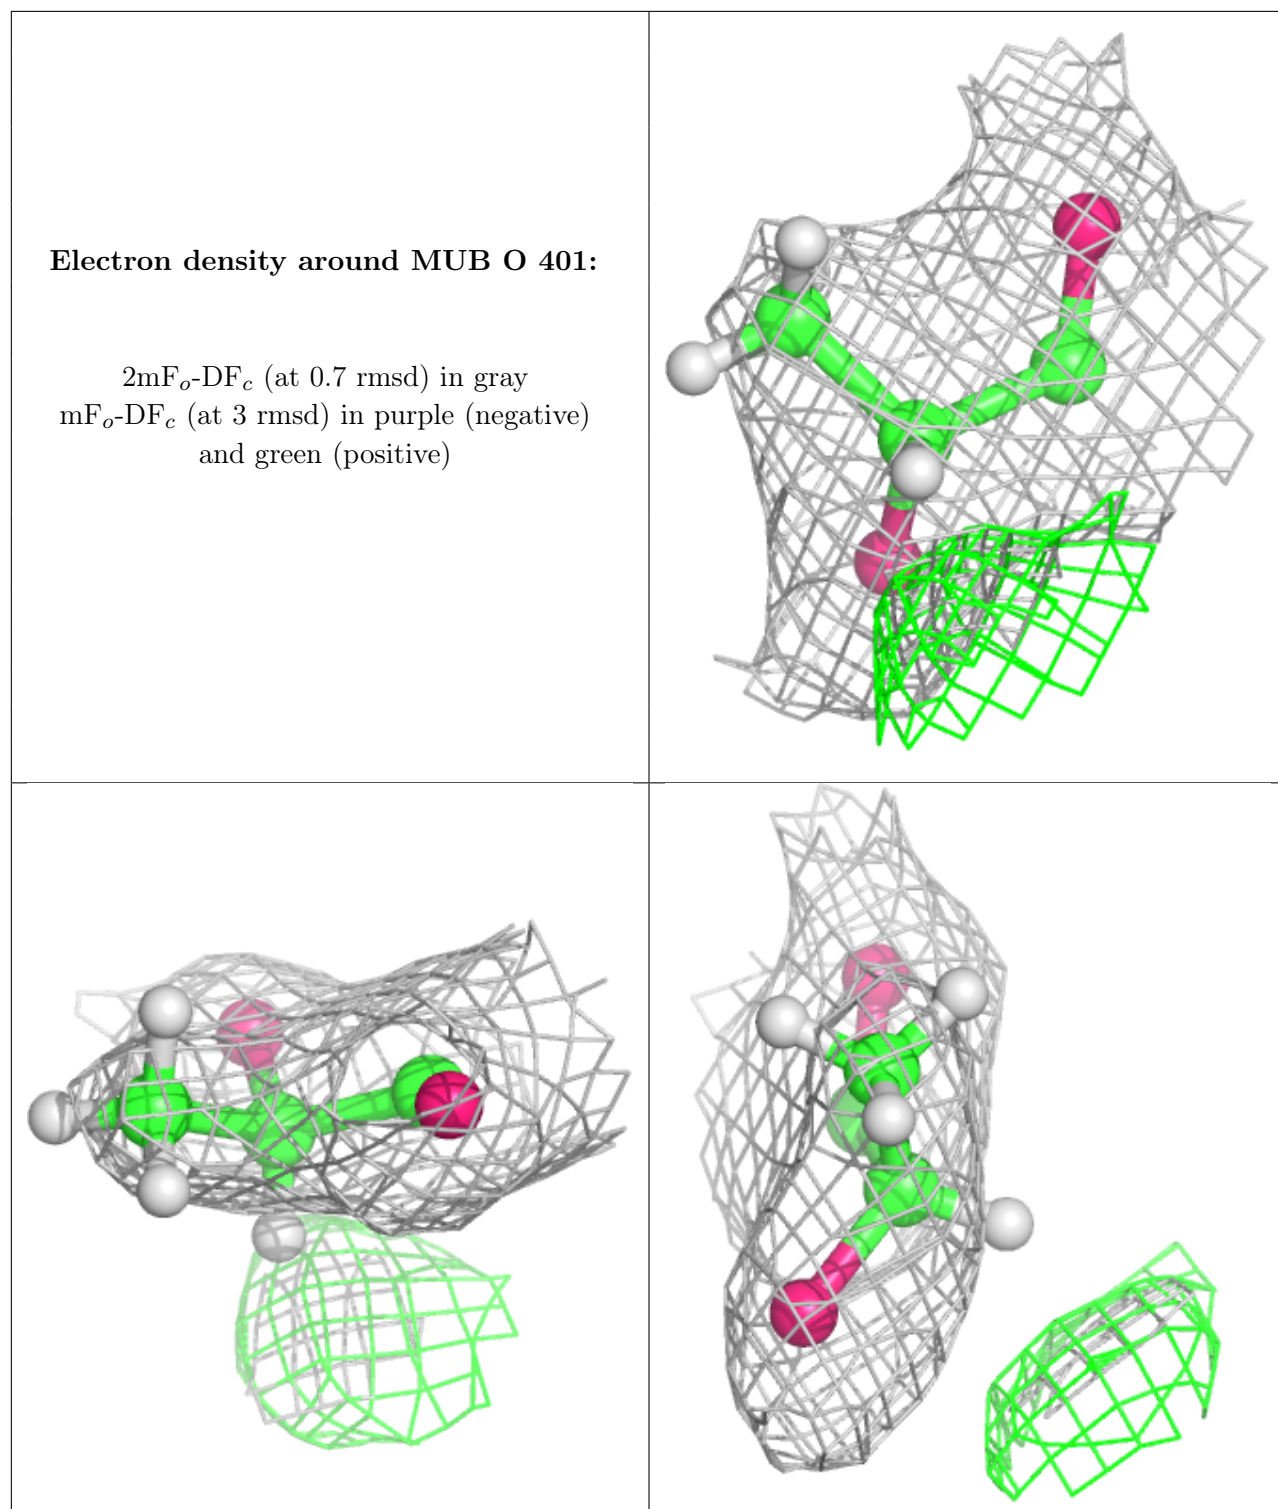 Electron density around MUB O 401:
2mFo-DFc (at 0.7 rmsd) in gray
mFo-DFc (at 3 rmsd) in purple (negative)
and green (positive)